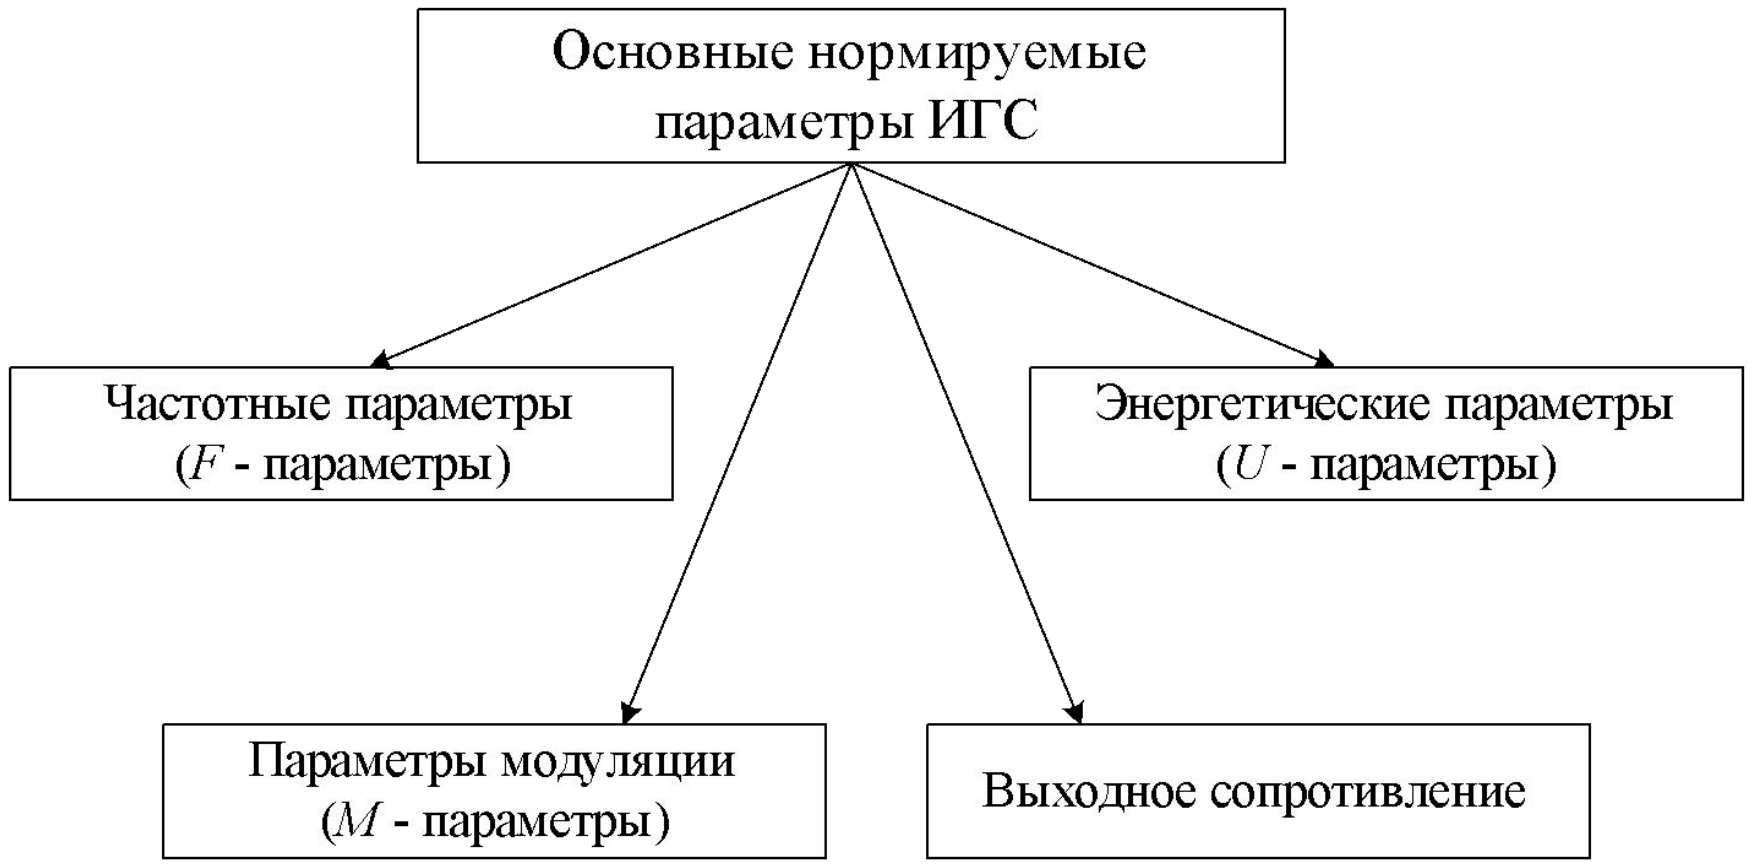 Основные нормируемые
параметры ИГС
Частотные параметры
(F - параметры)
Энергетические параметры
(U - параметры)
Параметры модуляции
(M - параметры)
Выходное сопротивление